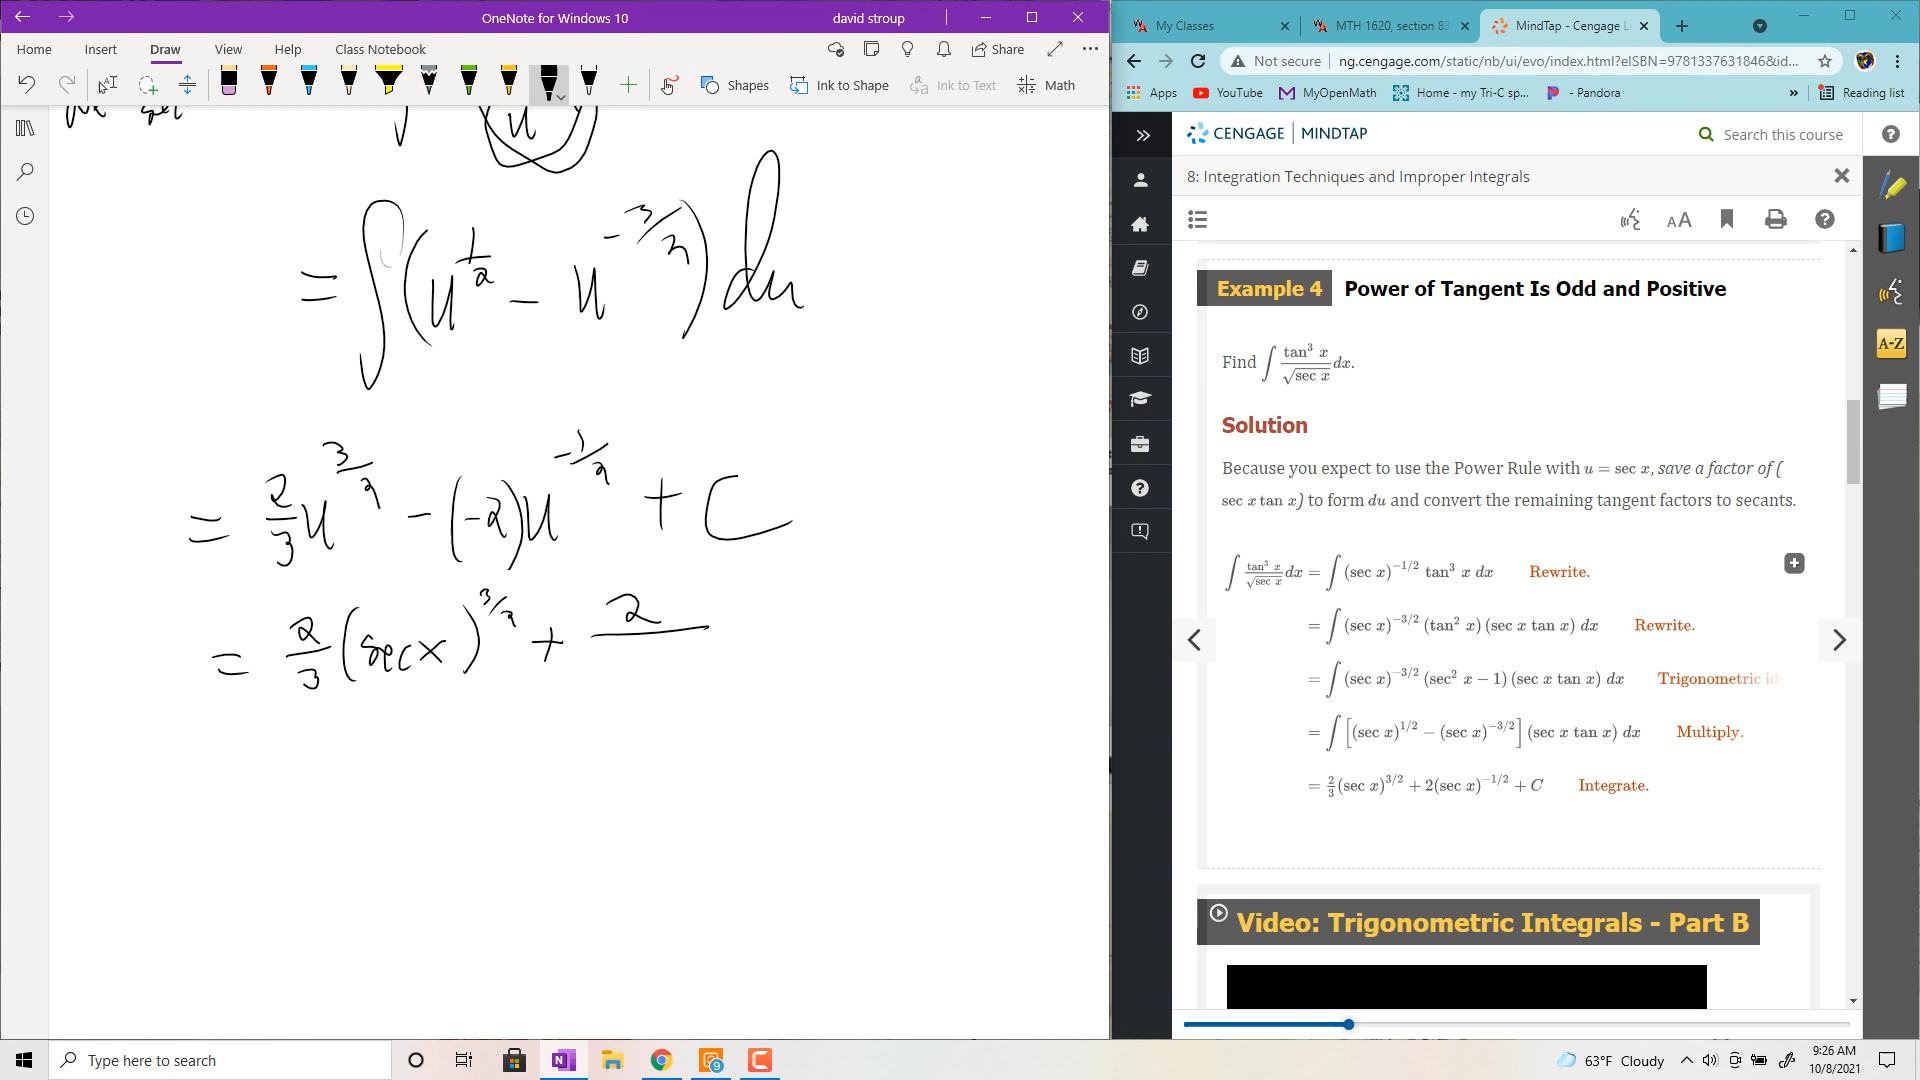 OneNote for Windows 10
david stroup
Home Insert Draw View Help Class Notebook
Share
Shapes Ink to Shape Ink to Text Math
u
= ∫ (u^{1/2} - u^{-3/2}) du
= 2/3 u^{3/2} - (-2) u^{-1/2} + C
= 2/3 (sec x)^{3/2} + 2
My Classes
MTH 1620, section 83
MindTap - Cengage L
Not secure
ng.cengage.com/static/nb/ui/evo/index.html?eISBN=9781337631846&id...
Apps YouTube MyOpenMath Home - my Tri-C sp... - Pandora » Reading list
CENGAGE | MINDTAP
Search this course
8: Integration Techniques and Improper Integrals
AA
A-Z
Example 4 Power of Tangent Is Odd and Positive
Find ∫ tan³ x / √sec x dx.
Solution
Because you expect to use the Power Rule with u = sec x, save a factor of (
sec x tan x) to form du and convert the remaining tangent factors to secants.
∫ tan³ x / √sec x dx = ∫ (sec x)^{-1/2} tan³ x dx Rewrite.
= ∫ (sec x)^{-3/2} (tan² x) (sec x tan x) dx Rewrite.
= ∫ (sec x)^{-3/2} (sec² x − 1) (sec x tan x) dx Trigonometric id
= ∫ [(sec x)^{1/2} − (sec x)^{-3/2}] (sec x tan x) dx Multiply.
= 2/3 (sec x)^{3/2} + 2(sec x)^{-1/2} + C Integrate.
Video: Trigonometric Integrals - Part B
Type here to search
9
63°F Cloudy
9:26 AM
10/8/2021